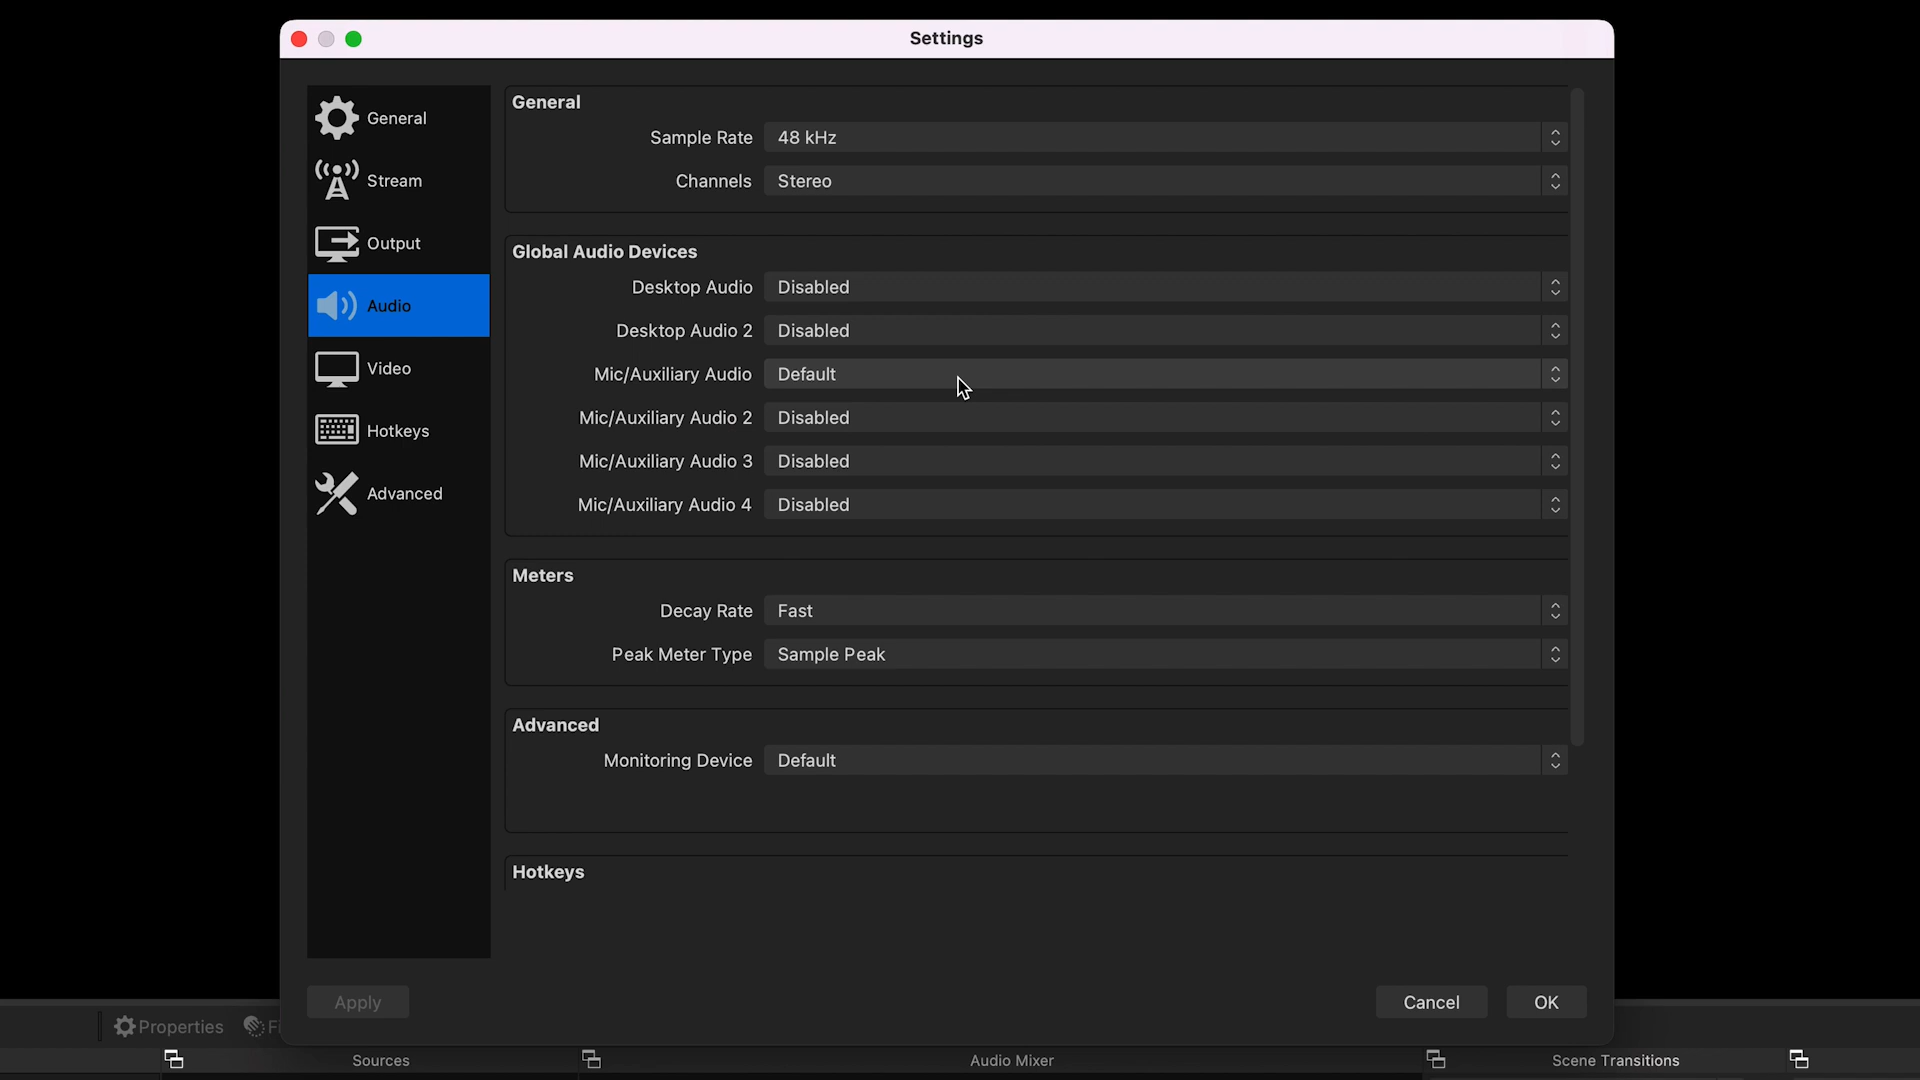 Settings
General
Stream
Output
Audio
Video
Hotkeys
Advanced
General
Sample Rate 48 kHz
Channels Stereo
Global Audio Devices
Desktop Audio Disabled
Desktop Audio 2 Disabled
Mic/Auxiliary Audio Default
Mic/Auxiliary Audio 2 Disabled
Mic/Auxiliary Audio 3 Disabled
Mic/Auxiliary Audio 4 Disabled
Meters
Decay Rate Fast
Peak Meter Type Sample Peak
Advanced
Monitoring Device Default
Hotkeys
Apply Cancel OK
Properties
Sources Audio Mixer Scene Transitions